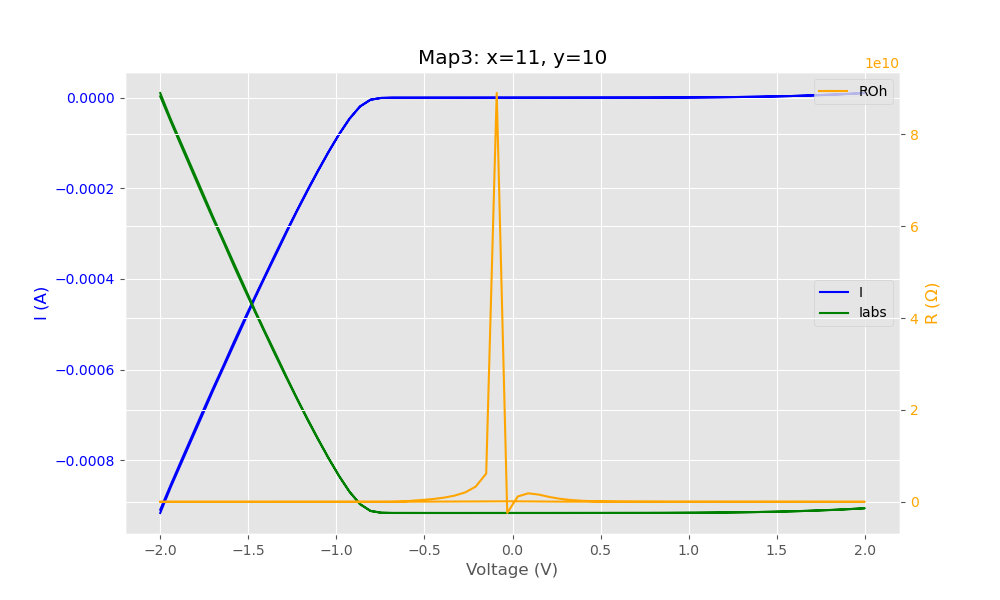 Map3: x=11, y=10
1e10
ROh
I
Iabs
I (A)
0.0000
−0.0002
−0.0004
−0.0006
−0.0008
R (Ω)
8
6
4
2
0
−2.0 −1.5 −1.0 −0.5 0.0 0.5 1.0 1.5 2.0
Voltage (V)